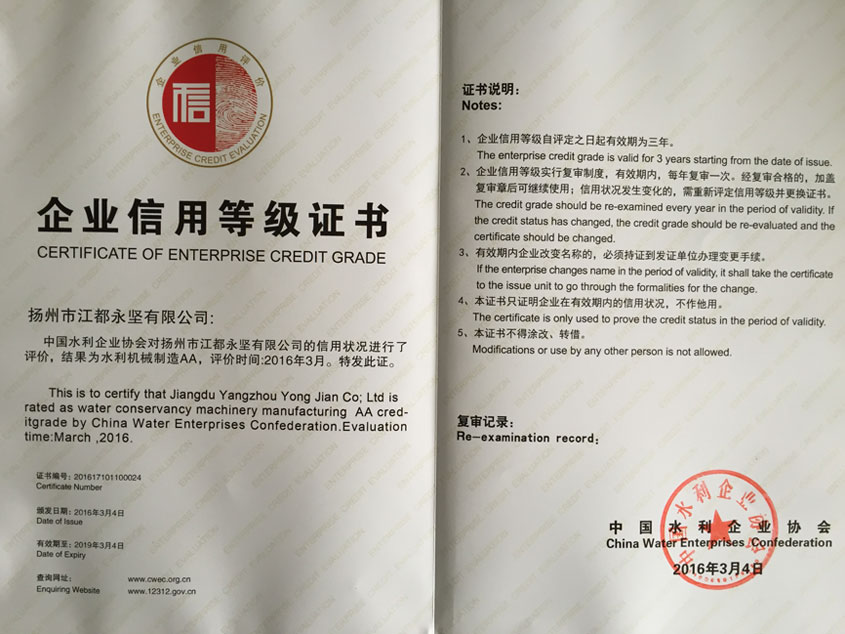 企业信用评价
信
ENTERPRISE CREDIT EVALUATION
企业信用等级证书
CERTIFICATE OF ENTERPRISE CREDIT GRADE
扬州市江都永坚有限公司:
中国水利企业协会对扬州市江都永坚有限公司的信用状况进行了
评价，结果为水利机械制造AA，评价时间:2016年3月。特发此证。
This is to certify that Jiangdu Yangzhou Yong Jian Co; Ltd is
rated as water conservancy machinery manufacturing AA cred-
itgrade by China Water Enterprises Confederation.Evaluation
time:March ,2016.
证书编号: 201617101100024
Certificate Number
颁发日期: 2016年3月4日
Date of Issue
有效期至: 2019年3月4日
Date of Expiry
查询网址: www.cwec.org.cn
Enquiring Website www.12312.gov.cn
证书说明:
Notes:
1、企业信用等级自评定之日起有效期为三年。
The enterprise credit grade is valid for 3 years starting from the date of issue.
2、企业信用等级实行复审制度，有效期内，每年复审一次。经复审合格的，加盖
复审章后可继续使用；信用状况发生变化的，需重新评定信用等级并更换证书。
The credit grade should be re-examined every year in the period of validity. If
the credit status has changed, the credit grade should be re-evaluated and the
certificate should be changed.
3、有效期内企业改变名称的，必须持证到发证单位办理变更手续。
If the enterprise changes name in the period of validity, it shall take the certificate
to the issue unit to go through the formalities for the change.
4、本证书只证明企业在有效期内的信用状况，不作他用。
The certificate is only used to prove the credit status in the period of validity.
5、本证书不得涂改、转借。
Modifications or use by any other person is not allowed.
复审记录:
Re-examination record:
中国水利企业协会
中国水利企业协会
China Water Enterprises Confederation
2016年3月4日